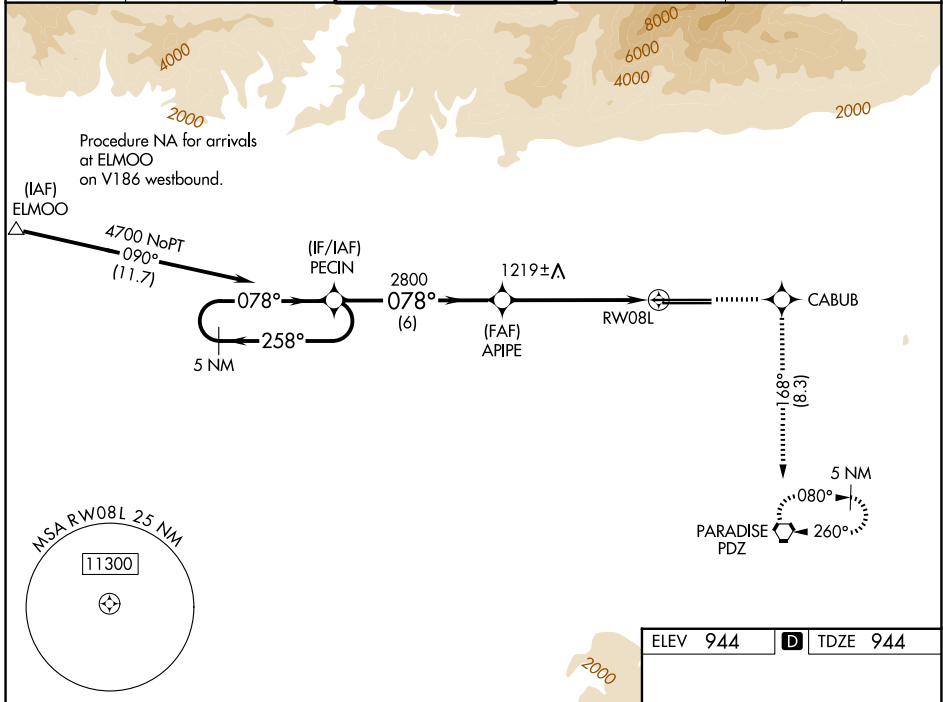 8000
6000
4000
4000
2000
2000
Procedure NA for arrivals
at ELMOO
on V186 westbound.
(IAF)
ELMOO
4700 NoPT
090°
(11.7)
(IF/IAF)
PECIN
078°
258°
5 NM
2800
078°
(6)
1219±
(FAF)
APIPE
RW08L
CABUB
168°
(8.3)
5 NM
080°
260°
PARADISE
PDZ
MSA RW08L 25 NM
11300
2000
ELEV 944 D TDZE 944